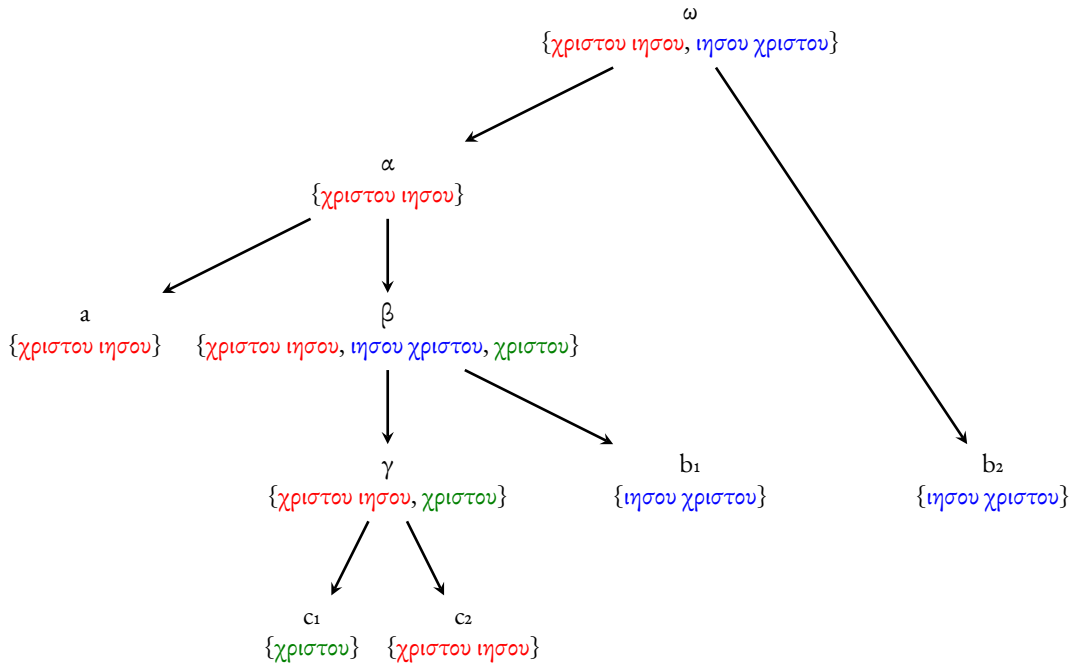 ω
{χριστου ιησου, ιησου χριστου}
α
{χριστου ιησου}
a
{χριστου ιησου}
β
{χριστου ιησου, ιησου χριστου, χριστου}
γ
{χριστου ιησου, χριστου}
b1
{ιησου χριστου}
b2
{ιησου χριστου}
c1
{χριστου}
c2
{χριστου ιησου}